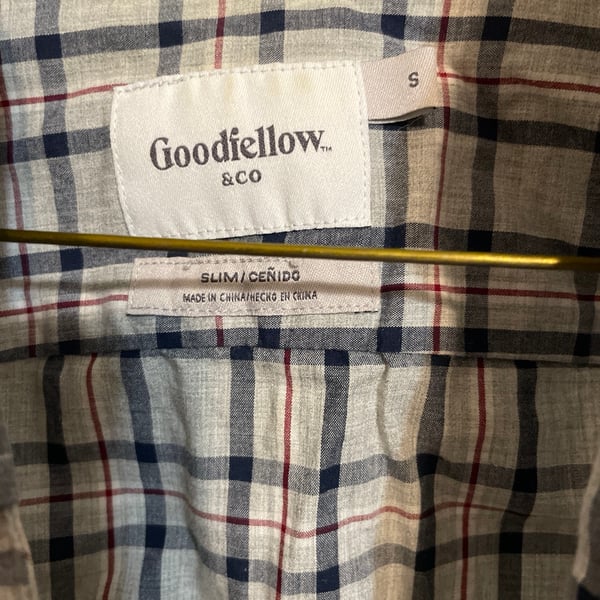 S
Goodfellow™
&CO
SLIM/CEÑIDO
MADE IN CHINA/HECHO EN CHINA